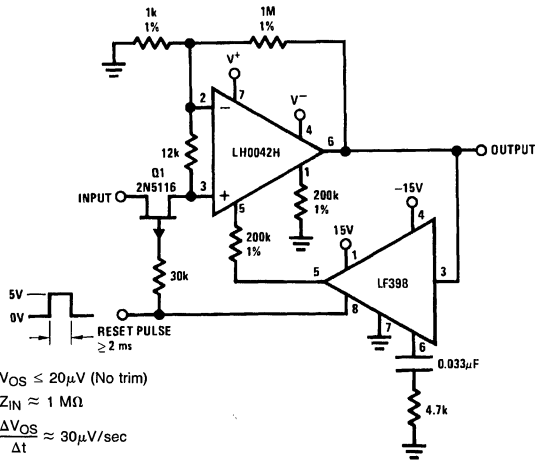 1k
1%
1M
1%
V+
V−
2
7
−
4
6
OUTPUT
12k
LH0042H
Q1
2N5116
INPUT
3
+
1
5
200k
1%
−15V
200k
1%
15V
4
1
30k
5
LF398
3
5V
0V
8
7
RESET PULSE
≥2 ms
6
0.033μF
4.7k
VOS ≤ 20μV (No trim)
ZIN ≈ 1 MΩ
ΔVOS
Δt
≈ 30μV/sec